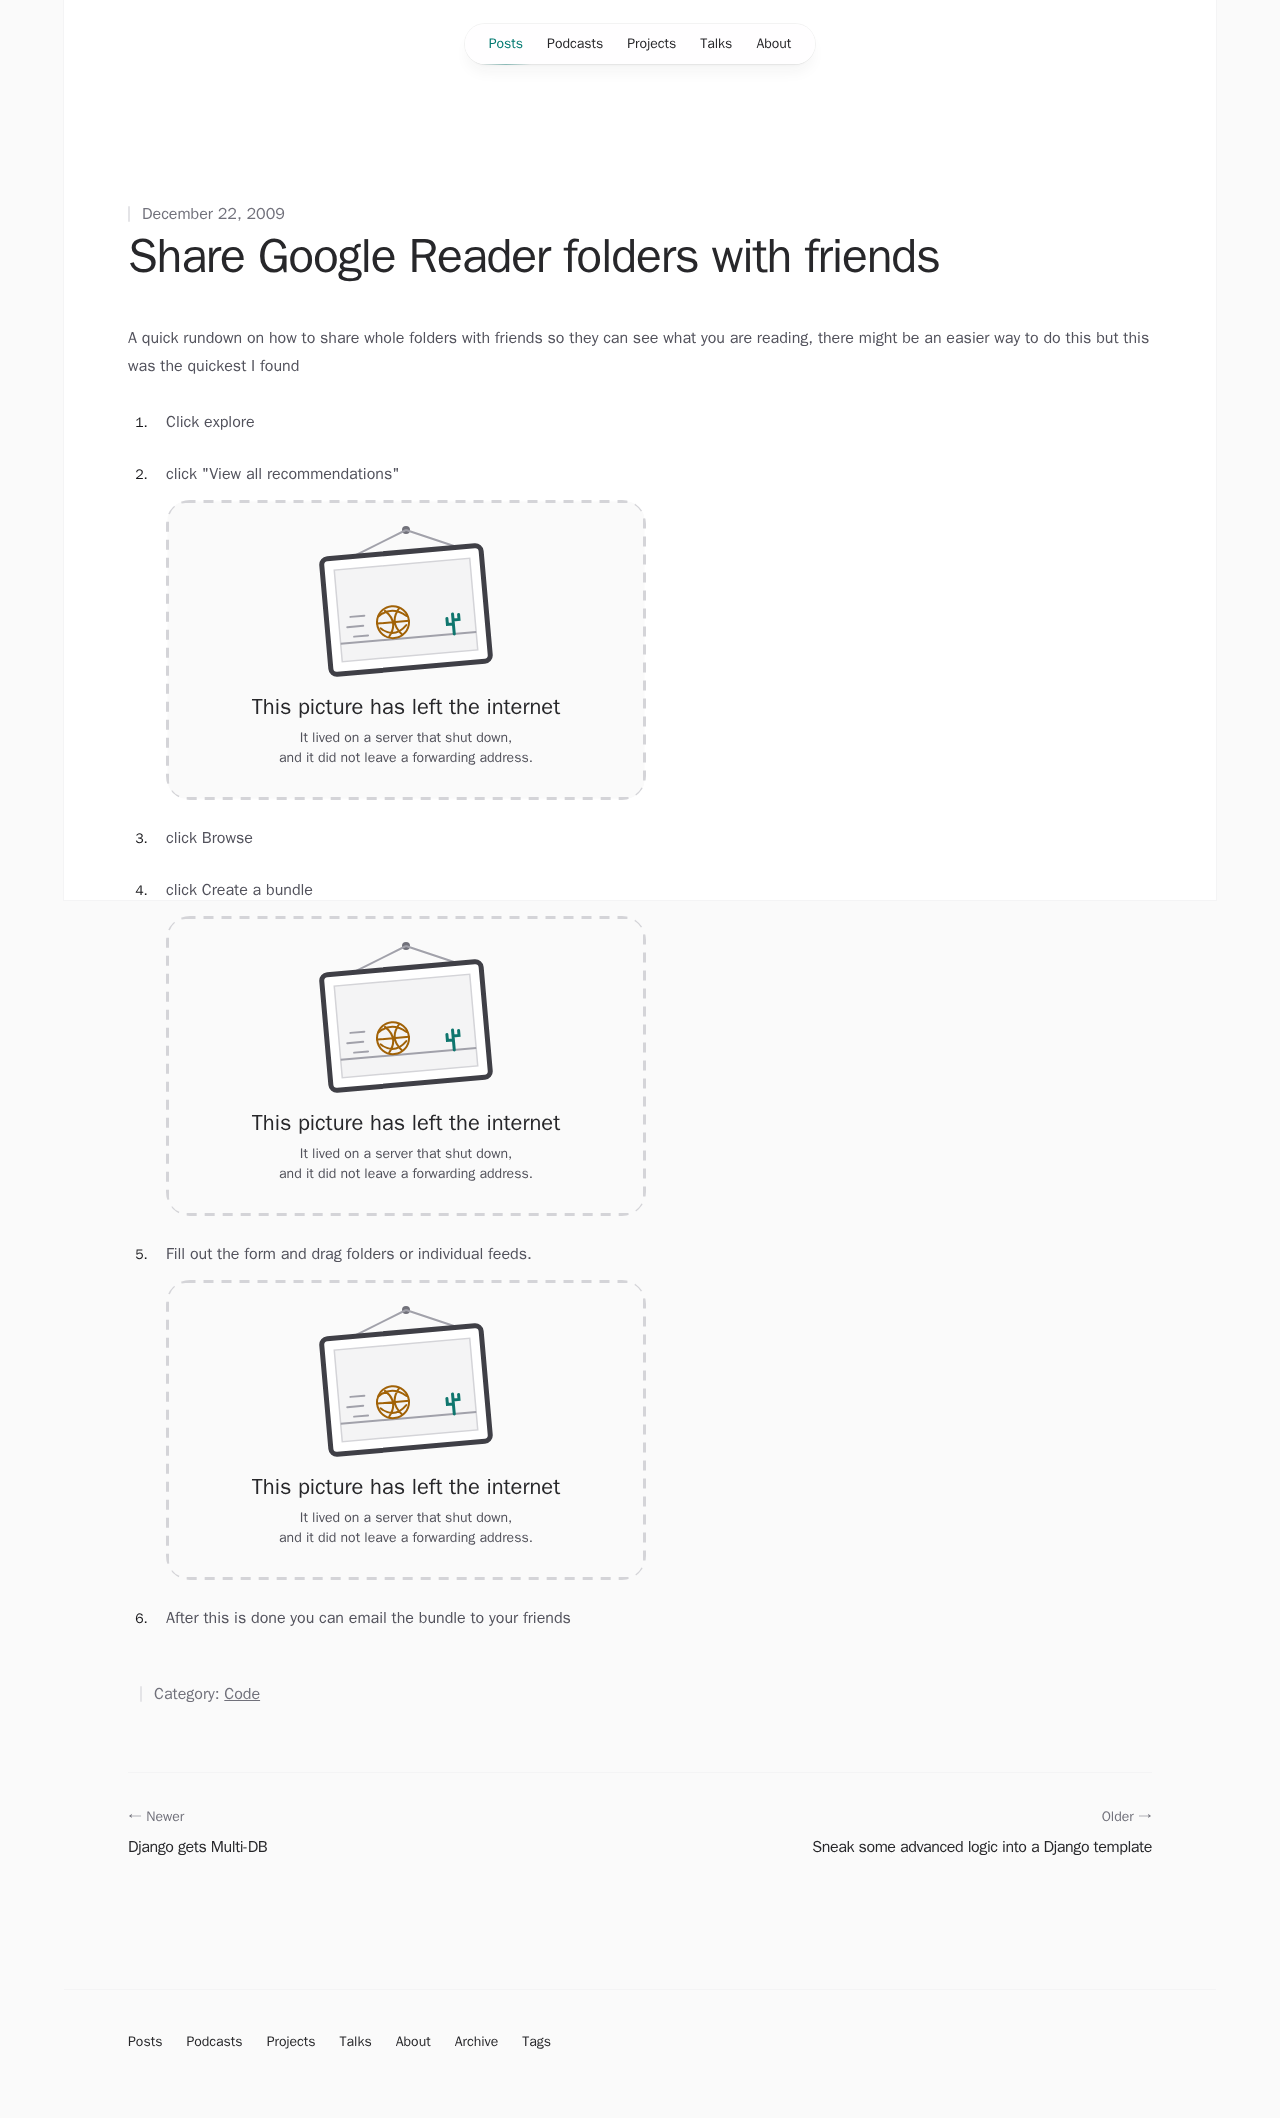 Posts Podcasts Projects Talks About
December 22, 2009
Share Google Reader folders with friends
A quick rundown on how to share whole folders with friends so they can see what you are reading, there might be an easier way to do this but this
was the quickest I found
1. Click explore
2. click "View all recommendations"
This picture has left the internet
It lived on a server that shut down,
and it did not leave a forwarding address.
3. click Browse
4. click Create a bundle
This picture has left the internet
It lived on a server that shut down,
and it did not leave a forwarding address.
5. Fill out the form and drag folders or individual feeds.
This picture has left the internet
It lived on a server that shut down,
and it did not leave a forwarding address.
6. After this is done you can email the bundle to your friends
Category: Code
← Newer
Django gets Multi-DB
Older →
Sneak some advanced logic into a Django template
Posts Podcasts Projects Talks About Archive Tags